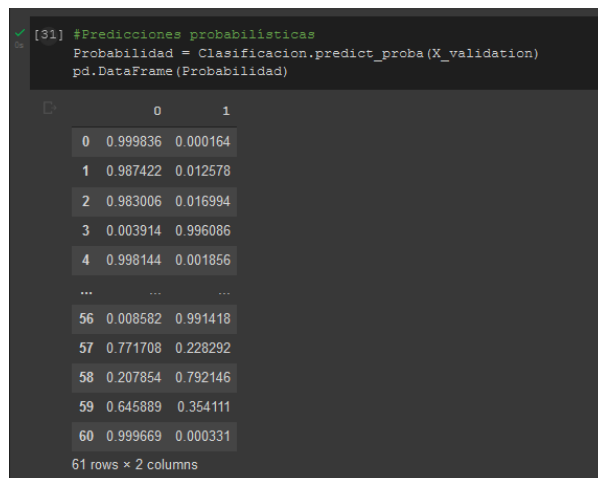 [31] #Predicciones probabilísticas
Probabilidad = Clasificacion.predict_proba(X_validation)
pd.DataFrame(Probabilidad)
0 1
0 0.999836 0.000164
1 0.987422 0.012578
2 0.983006 0.016994
3 0.003914 0.996086
4 0.998144 0.001856
... ... ...
56 0.008582 0.991418
57 0.771708 0.228292
58 0.207854 0.792146
59 0.645889 0.354111
60 0.999669 0.000331
61 rows × 2 columns